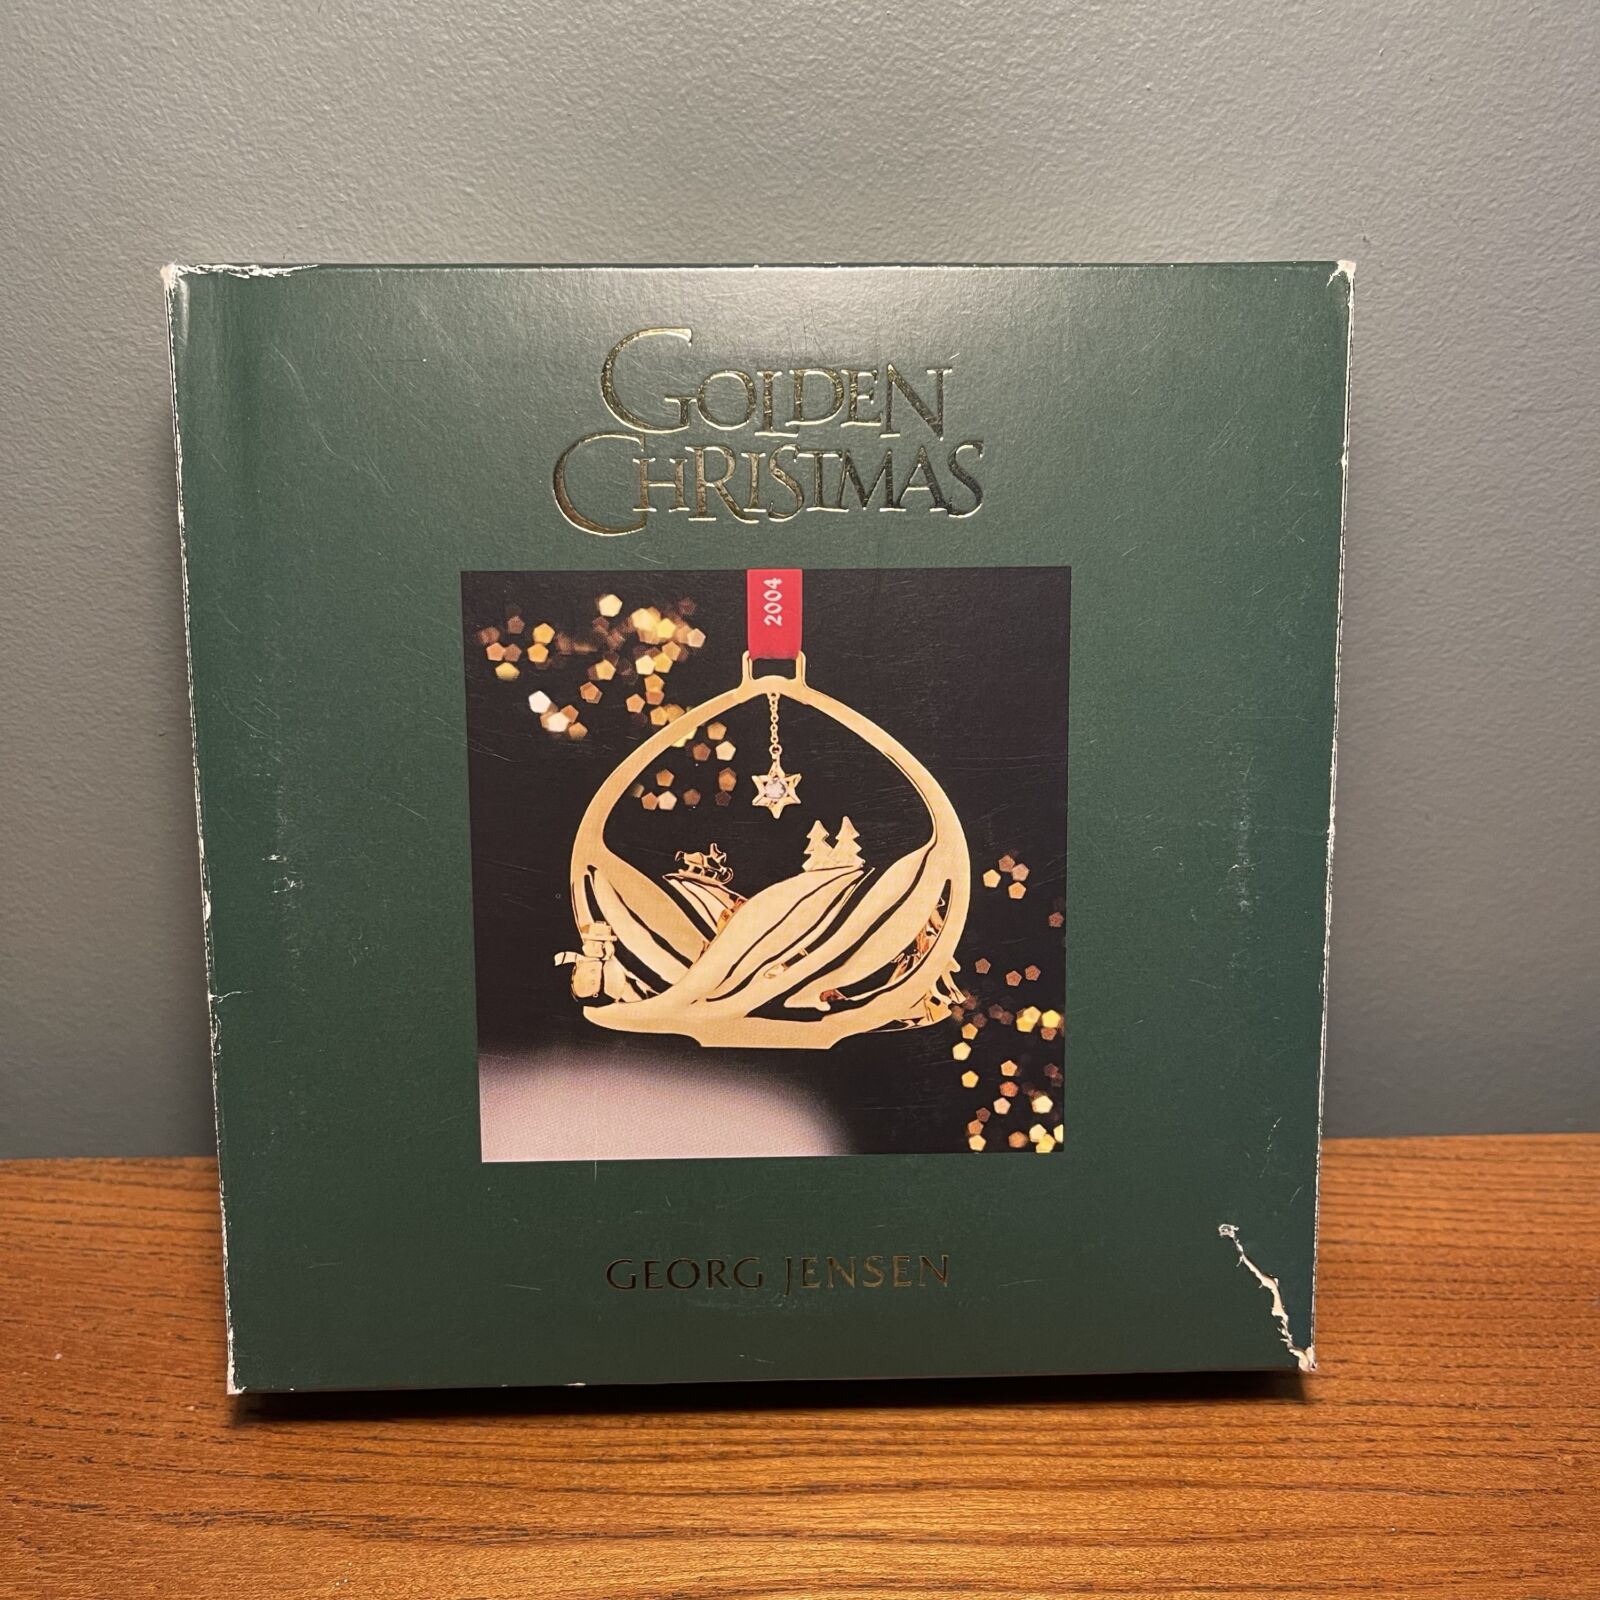 GOLDEN
CHRISTMAS
2004
GEORG JENSEN